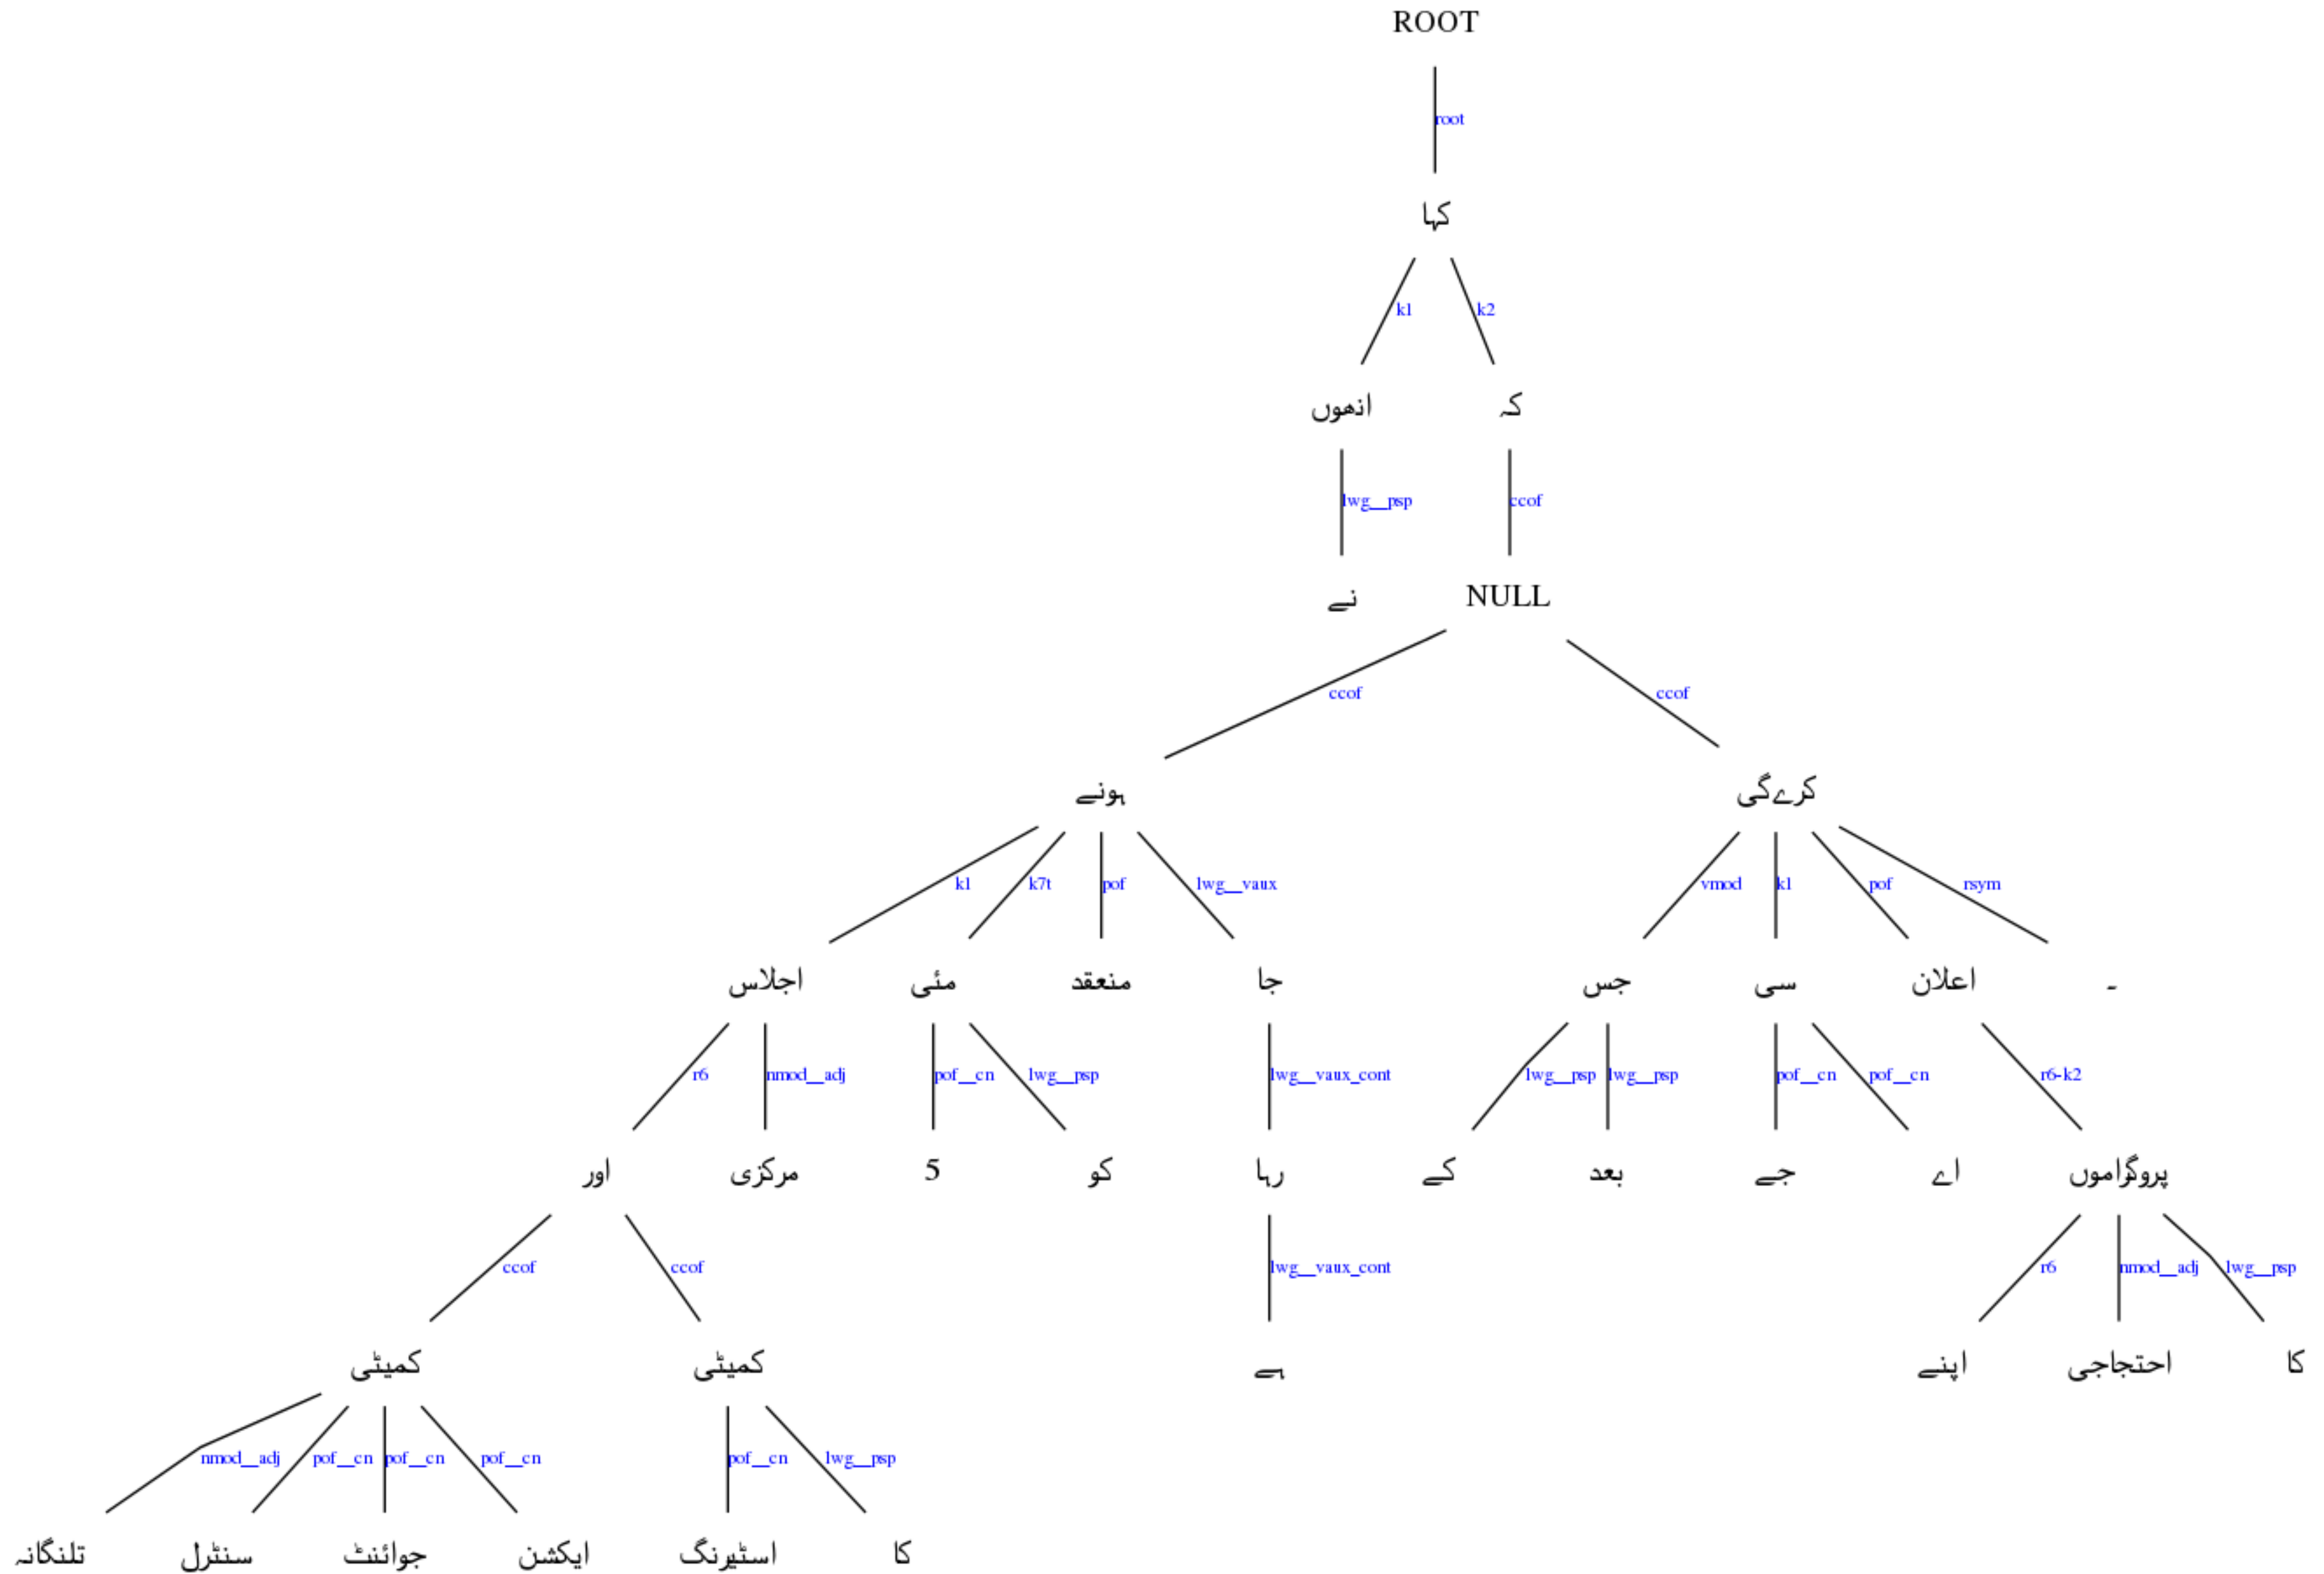 ROOT
root
کہا
k1 k2
انھوں کہ
lwg__psp ccof
نے NULL
ccof ccof
ہونے کرےگی
k1 k7t pof lwg__vaux vmod k1 pof rsym
اجلاس مئی منعقد جا جس سی اعلان ۔
r6 nmod__adj pof__cn lwg__psp lwg__vaux_cont lwg__psp lwg__psp pof__cn pof__cn r6-k2
اور مرکزی 5 کو رہا کے بعد جے اے پروگراموں
ccof ccof lwg__vaux_cont r6 nmod__adj lwg__psp
کمیٹی کمیٹی ہے اپنے احتجاجی کا
nmod__adj pof__cn pof__cn pof__cn pof__cn lwg__psp
تلنگانہ سنٹرل جوائنٹ ایکشن اسٹیرنگ کا